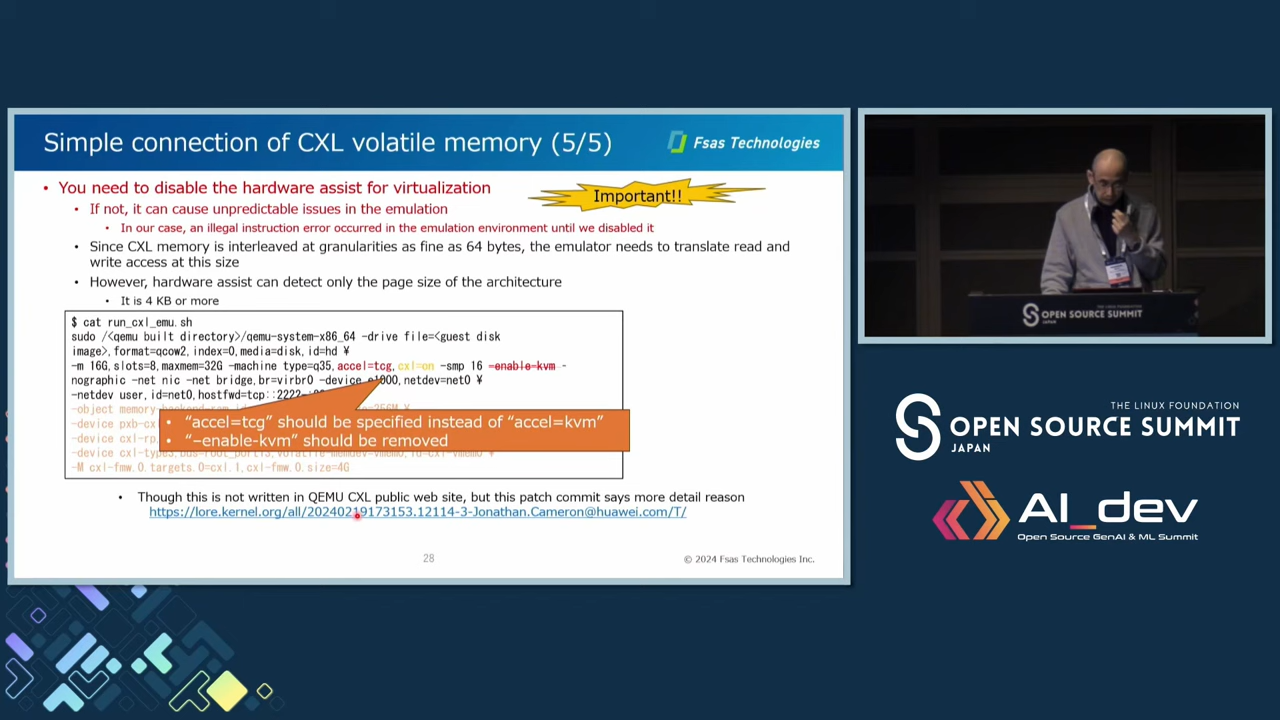 Simple connection of CXL volatile memory (5/5)
Fsas Technologies
• You need to disable the hardware assist for virtualization
Important!!
• If not, it can cause unpredictable issues in the emulation
• In our case, an illegal instruction error occurred in the emulation environment until we disabled it
• Since CXL memory is interleaved at granularities as fine as 64 bytes, the emulator needs to translate read and
write access at this size
• However, hardware assist can detect only the page size of the architecture
• It is 4 KB or more
$ cat run_cxl_emu.sh
sudo /<qemu built directory>/qemu-system-x86_64 -drive file=<guest disk
image>,format=qcow2,index=0,media=disk,id=hd ¥
-m 16G,slots=8,maxmem=32G -machine type=q35,accel=tcg,cxl=on -smp 16 -enable-kvm -
nographic -net nic -net bridge,br=virbr0 -device e1000,netdev=net0 ¥
-netdev user,id=net0,hostfwd=tcp::2222-
-object
-device pxb-cx
-device cxl-rp,
-device
-M cxl-fmw.0.targets.0=cxl.1,cxl-fmw.0.size=4G
• "accel=tcg" should be specified instead of "accel=kvm"
• "–enable-kvm" should be removed
• Though this is not written in QEMU CXL public web site, but this patch commit says more detail reason
https://lore.kernel.org/all/20240219173153.12114-3-Jonathan.Cameron@huawei.com/T/
28
© 2024 Fsas Technologies Inc.
OPEN SOURCE SUMMIT
JAPAN
THE LINUX FOUNDATION
OPEN SOURCE SUMMIT
JAPAN
AI_dev
Open Source GenAI & ML Summit